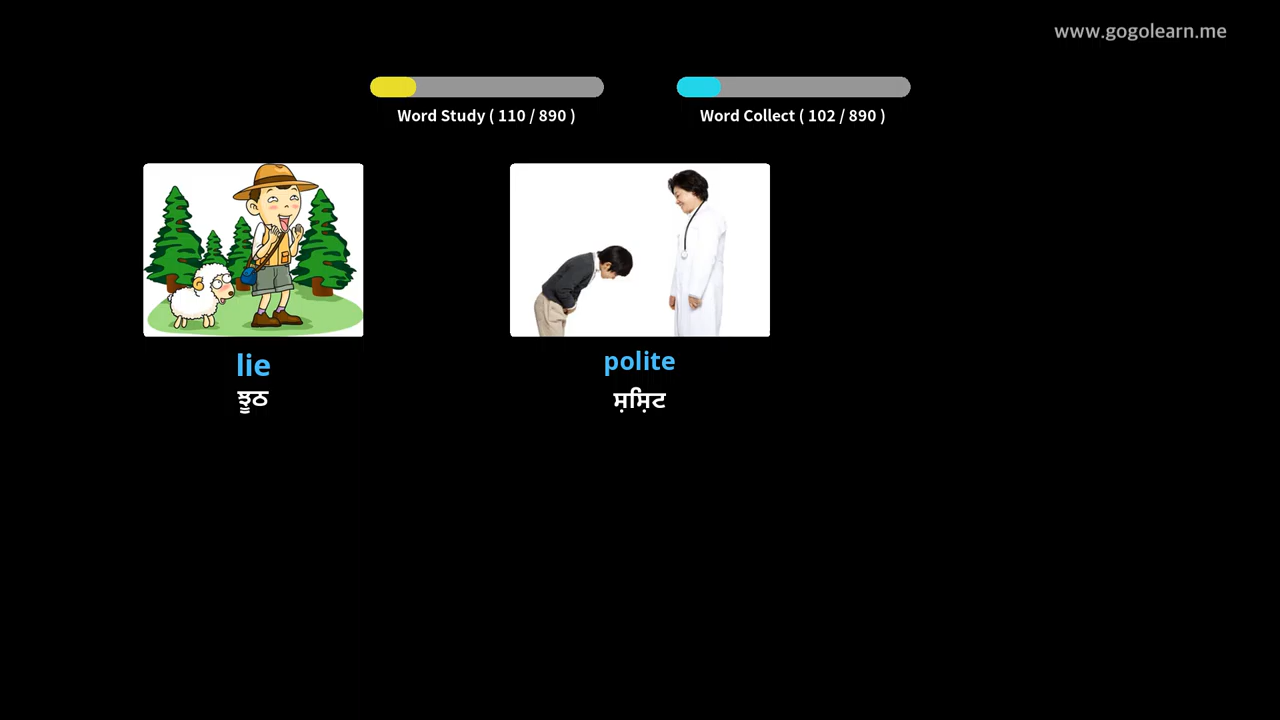 www.gogolearn.me
Word Study ( 110 / 890 )
Word Collect ( 102 / 890 )
lie
ਝੂਠ
polite
ਸ਼ਸ਼ਿਟ